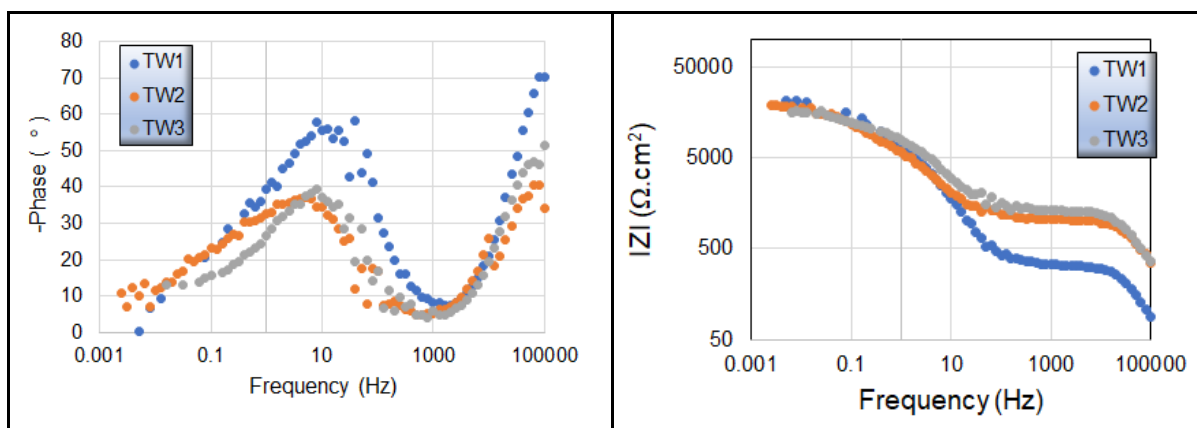 80
70
60
50
40
30
20
10
0
-Phase ( ° )
TW1
TW2
TW3
0.001 0.1 10 1000 100000
Frequency (Hz)
50000
5000
500
50
IZI (Ω.cm²)
TW1
TW2
TW3
0.001 0.1 10 1000 100000
Frequency (Hz)